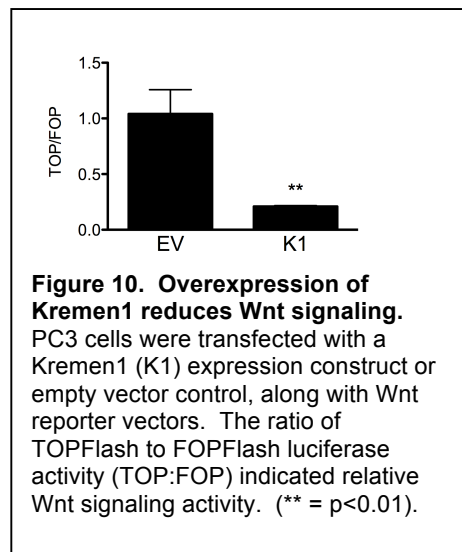 1.5
1.0
0.5
0.0
TOP/FOP
**
EV K1
Figure 10. Overexpression of
Kremen1 reduces Wnt signaling.
PC3 cells were transfected with a
Kremen1 (K1) expression construct or
empty vector control, along with Wnt
reporter vectors. The ratio of
TOPFlash to FOPFlash luciferase
activity (TOP:FOP) indicated relative
Wnt signaling activity. (** = p<0.01).